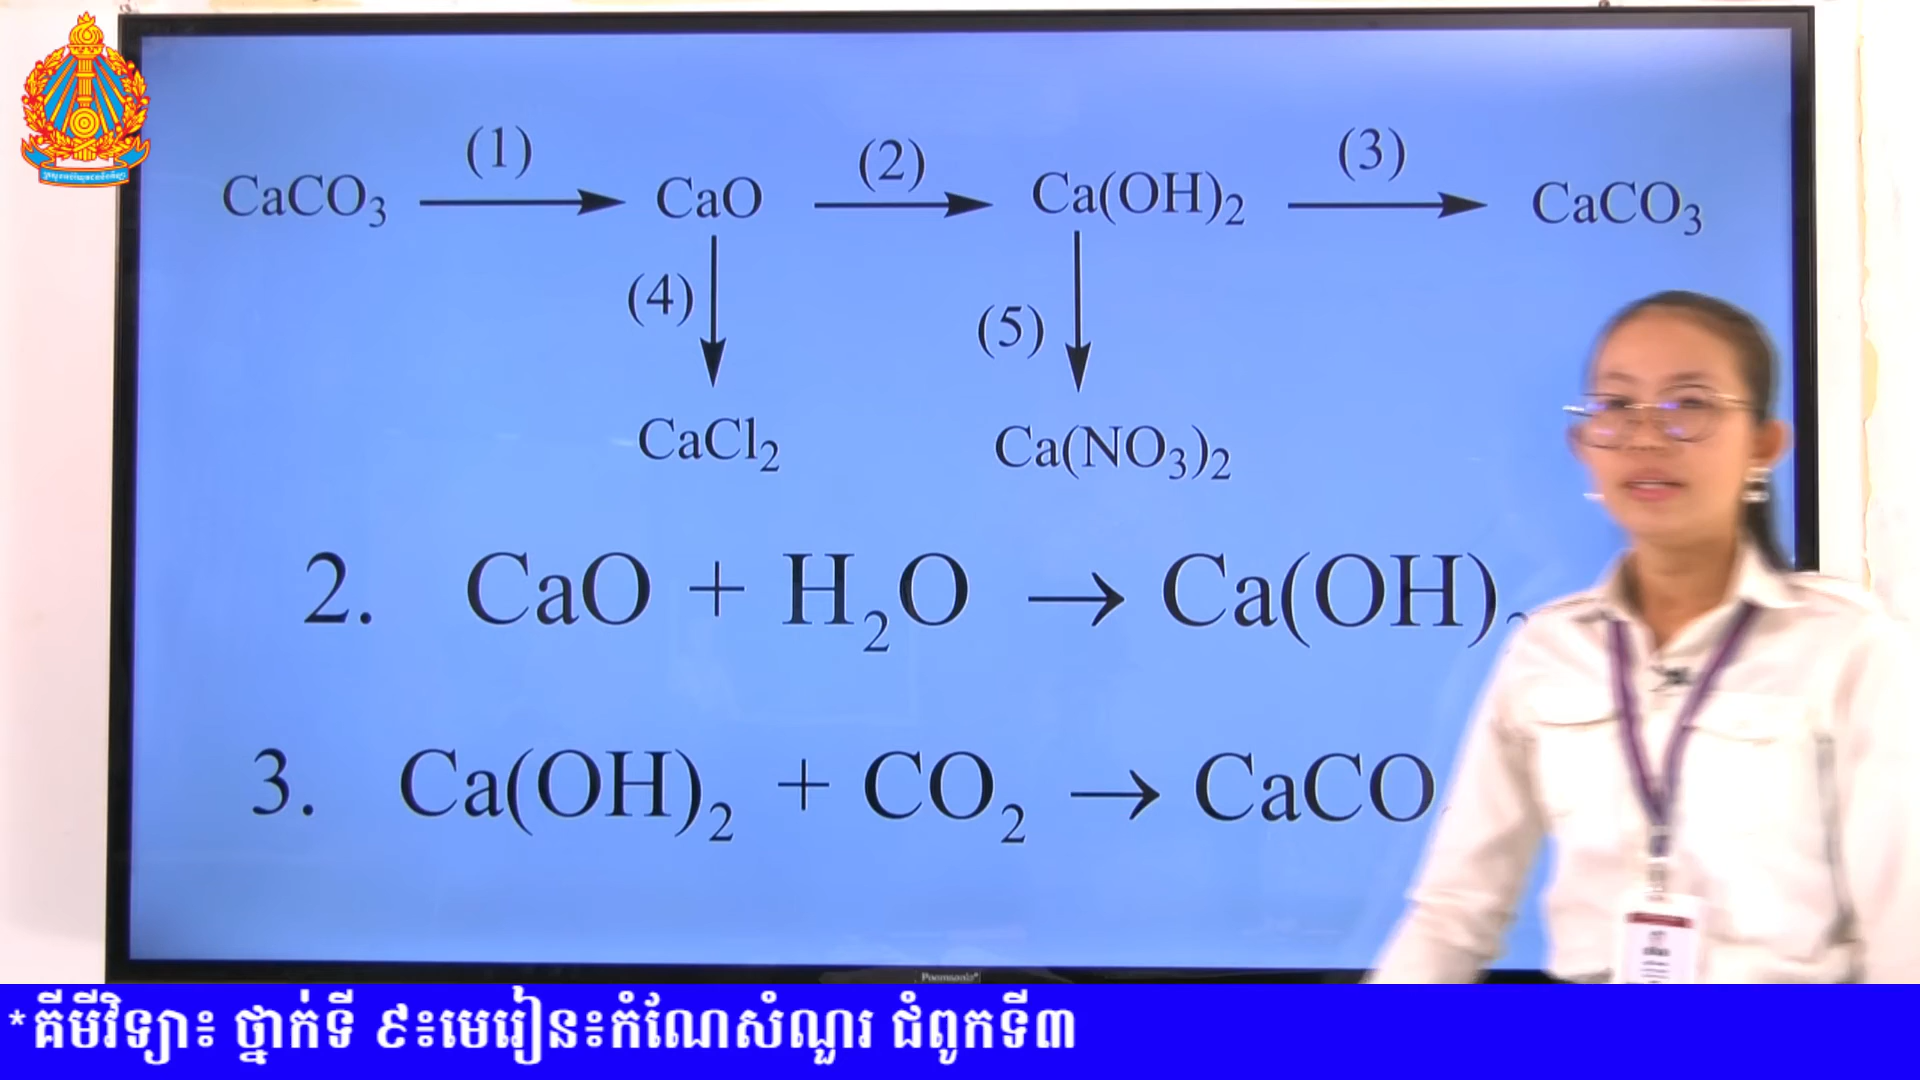 (1) (2) (3)
CaCO₃ ⟶ CaO ⟶ Ca(OH)₂ ⟶ CaCO₃
(4) (5)
CaCl₂ Ca(NO₃)₂
2. CaO + H₂O → Ca(OH)
3. Ca(OH)₂ + CO₂ → CaCO
*គីមីវិទ្យា៖ ថ្នាក់ទី ៩៖មេរៀន៖កំណែសំណួរ ជំពូកទី៣